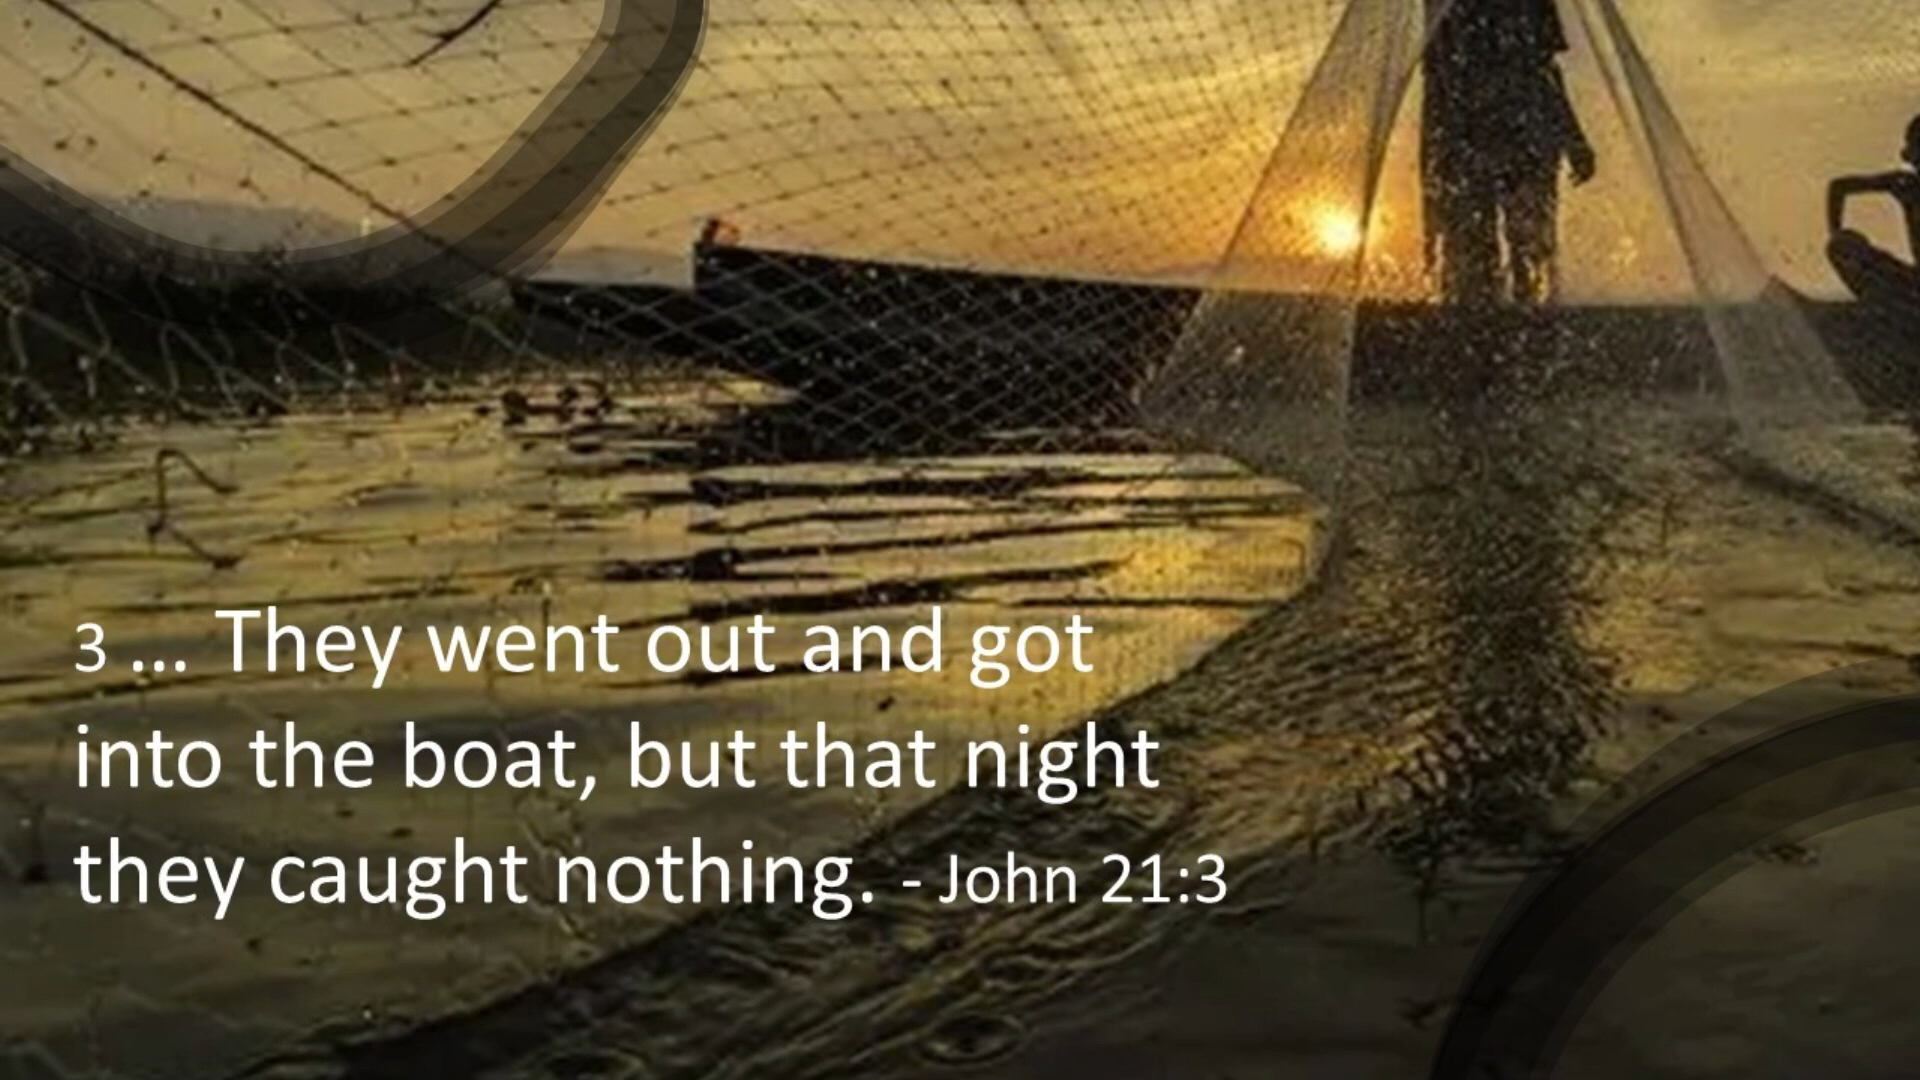 3 ... They went out and got
into the boat, but that night
they caught nothing. - John 21:3